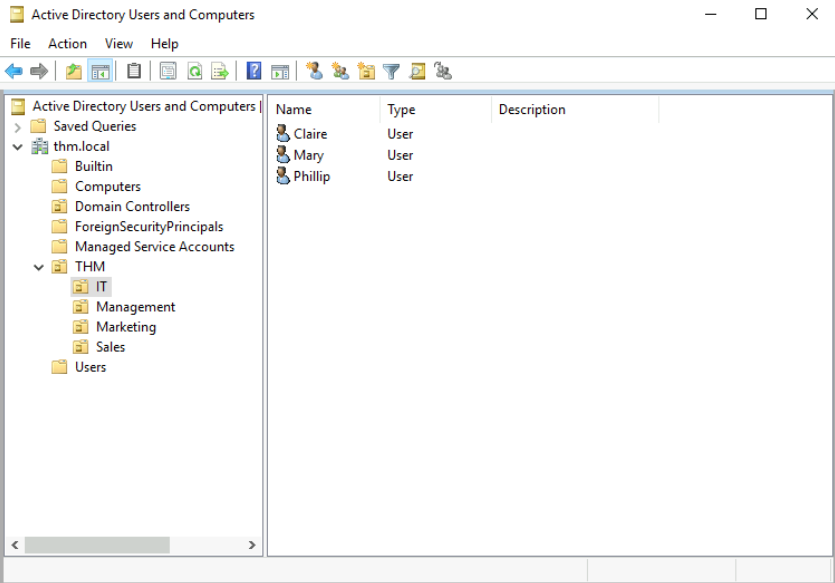 Active Directory Users and Computers
File Action View Help
Active Directory Users and Computers [
Saved Queries
thm.local
Builtin
Computers
Domain Controllers
ForeignSecurityPrincipals
Managed Service Accounts
THM
IT
Management
Marketing
Sales
Users
Name Type Description
Claire User
Mary User
Phillip User